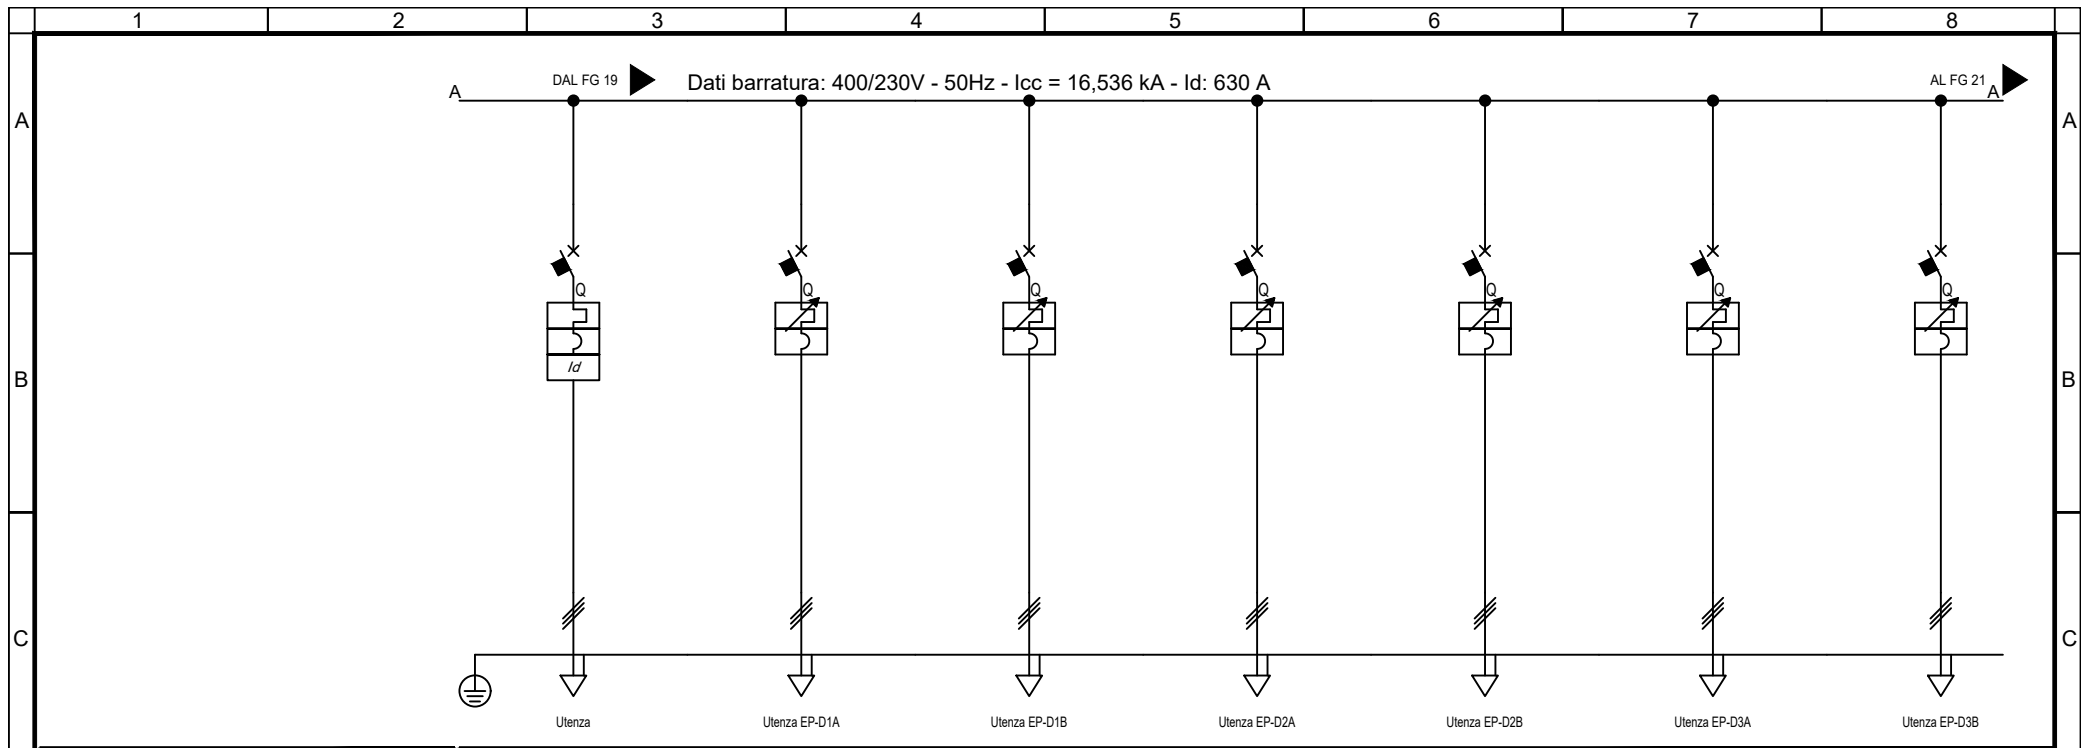 1 2 3 4 5 6 7 8
DAL FG 19 Dati barratura: 400/230V - 50Hz - Icc = 16,536 kA - Id: 630 A AL FG 21
A A
A A
Q Q Q Q Q Q Q
Id
B B
C C
Utenza Utenza EP-D1A Utenza EP-D1B Utenza EP-D2A Utenza EP-D2B Utenza EP-D3A Utenza EP-D3B